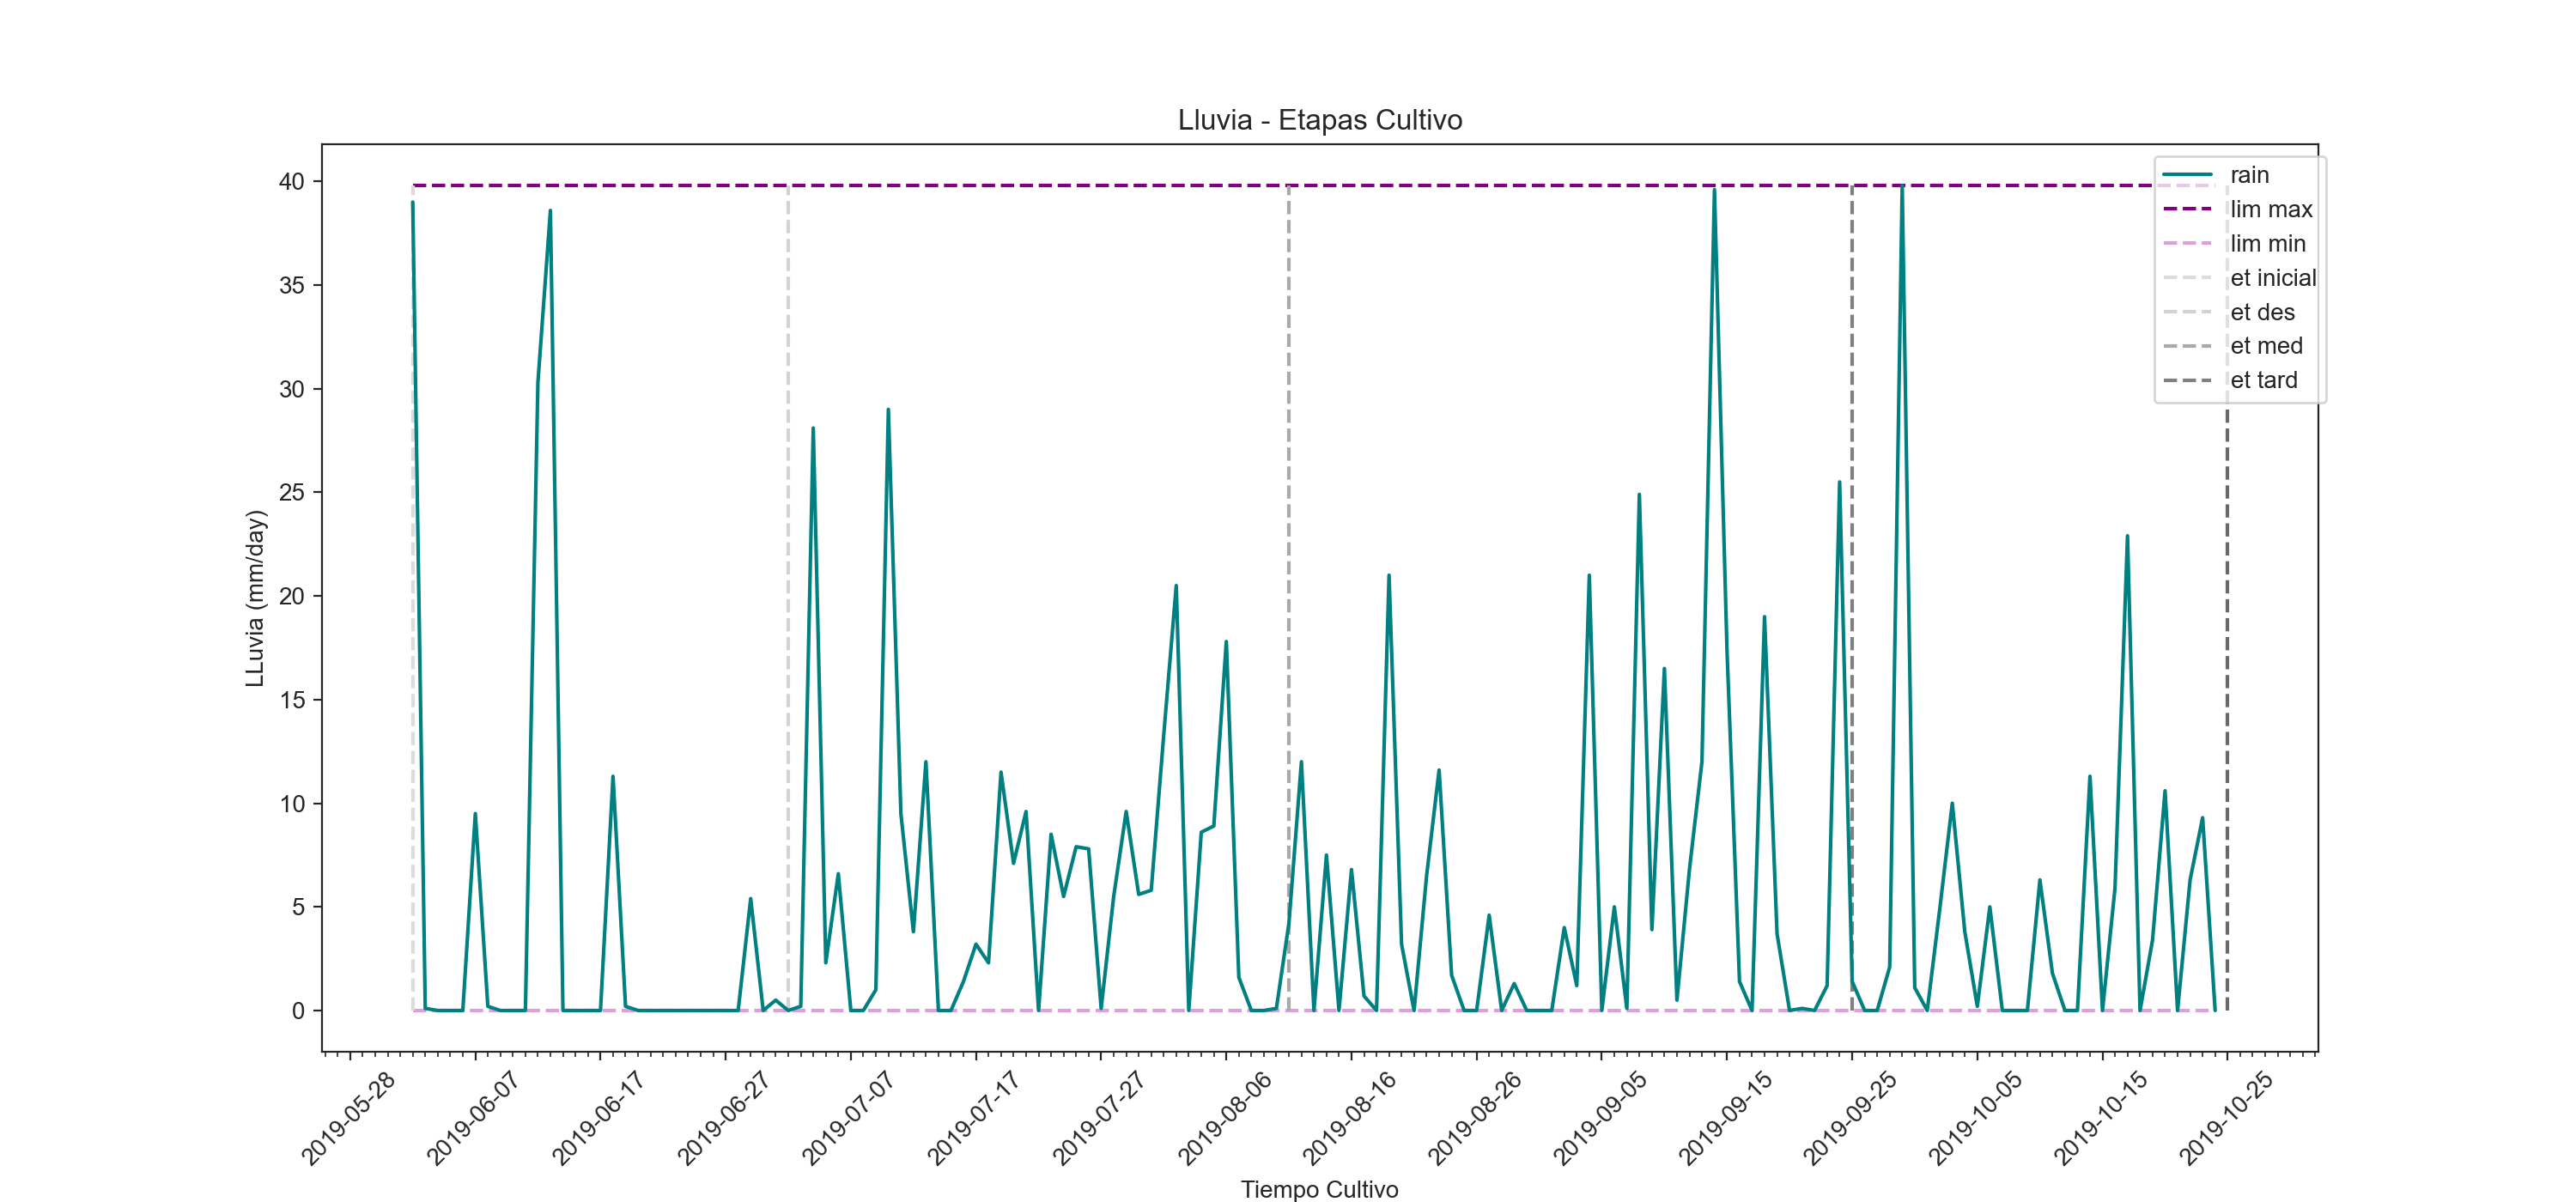 Lluvia - Etapas Cultivo
rain
lim max
lim min
et inicial
et des
et med
et tard
LLuvia (mm/day)
40
35
30
25
20
15
10
5
0
2019-05-28
2019-06-07
2019-06-17
2019-06-27
2019-07-07
2019-07-17
2019-07-27
2019-08-06
2019-08-16
2019-08-26
2019-09-05
2019-09-15
2019-09-25
2019-10-05
2019-10-15
2019-10-25
Tiempo Cultivo